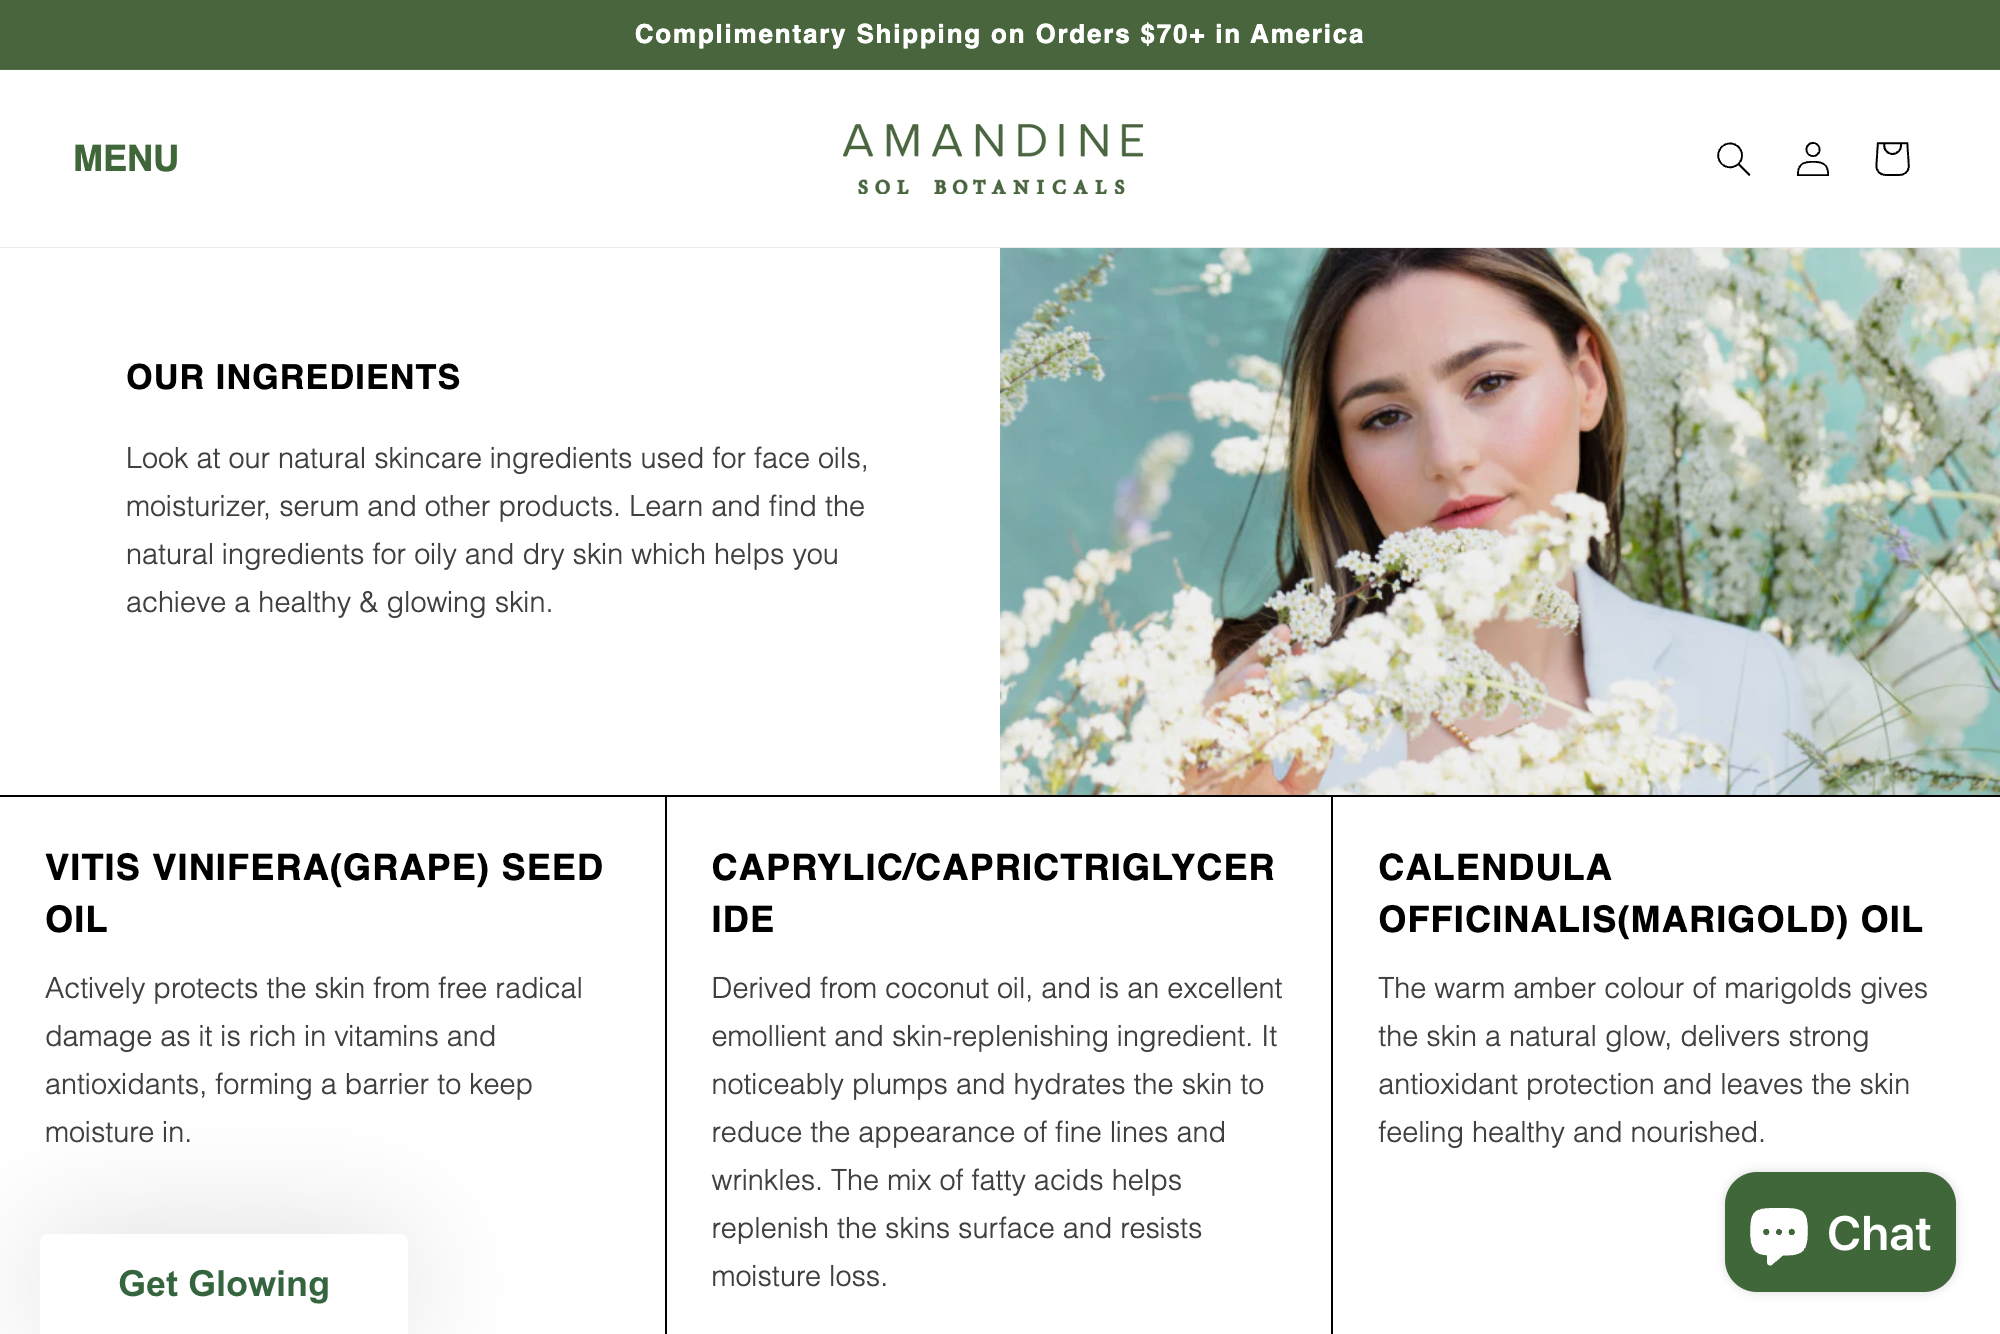 Complimentary Shipping on Orders $70+ in America
MENU
AMANDINE
SOL BOTANICALS
OUR INGREDIENTS
Look at our natural skincare ingredients used for face oils,
moisturizer, serum and other products. Learn and find the
natural ingredients for oily and dry skin which helps you
achieve a healthy & glowing skin.
VITIS VINIFERA(GRAPE) SEED
OIL
Actively protects the skin from free radical
damage as it is rich in vitamins and
antioxidants, forming a barrier to keep
moisture in.
CAPRYLIC/CAPRICTRIGLYCER
IDE
Derived from coconut oil, and is an excellent
emollient and skin-replenishing ingredient. It
noticeably plumps and hydrates the skin to
reduce the appearance of fine lines and
wrinkles. The mix of fatty acids helps
replenish the skins surface and resists
moisture loss.
CALENDULA
OFFICINALIS(MARIGOLD) OIL
The warm amber colour of marigolds gives
the skin a natural glow, delivers strong
antioxidant protection and leaves the skin
feeling healthy and nourished.
Get Glowing
Chat